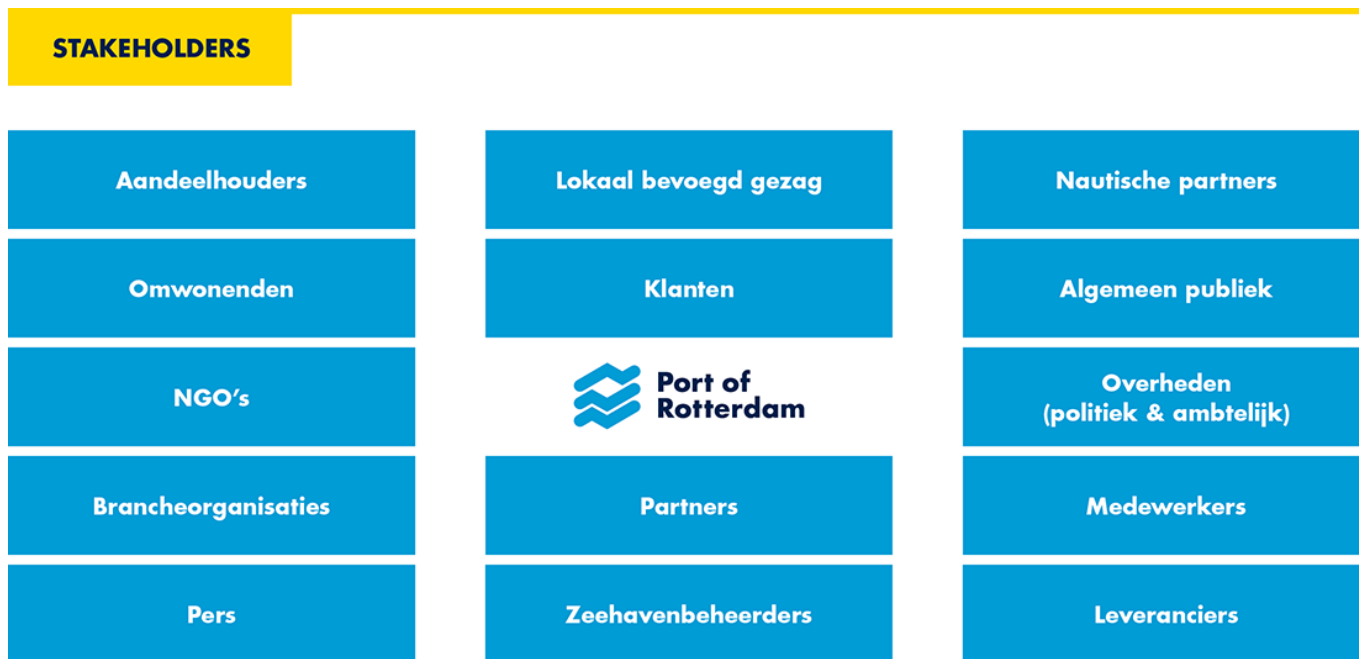 STAKEHOLDERS
Aandeelhouders
Lokaal bevoegd gezag
Nautische partners
Omwonenden
Klanten
Algemeen publiek
NGO’s
Port of
Rotterdam
Overheden
(politiek & ambtelijk)
Brancheorganisaties
Partners
Medewerkers
Pers
Zeehavenbeheerders
Leveranciers